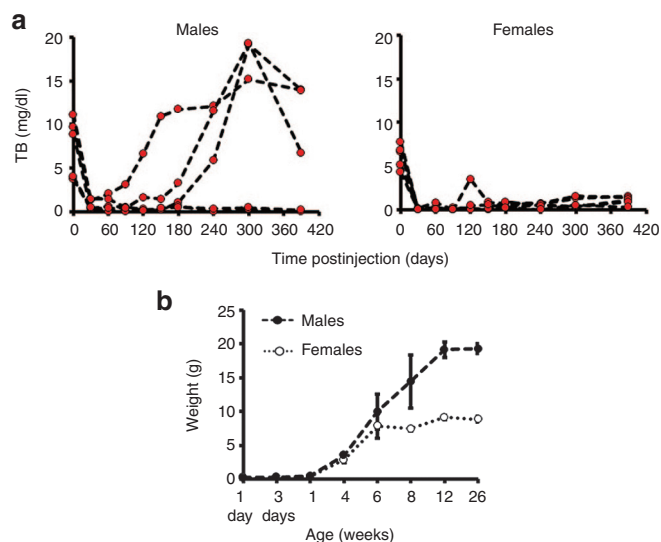 a
Males
Females
20
15
10
5
0
TB (mg/dl)
0 60 120 180 240 300 360 420
20
15
10
5
0
0 60 120 180 240 300 360 420
Time postinjection (days)
b
25
20
15
10
5
0
Weight (g)
Males
Females
1 3 1 4 6 8 12 26
day days
Age (weeks)